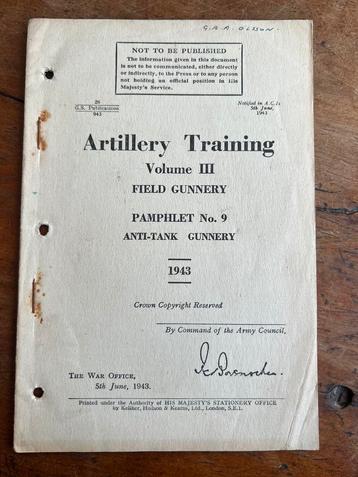 G.A.A. OLSSON.
NOT TO BE PUBLISHED
The information given in this document
is not to be communicated, either directly
or indirectly, to the Press or to any person
not holding an official position in His
Majesty's Service.
26
G.S. Publications
943
Notified in A.C.Is.
5th June,
1943
Artillery Training
Volume III
FIELD GUNNERY
PAMPHLET No. 9
ANTI-TANK GUNNERY
1943
Crown Copyright Reserved
By Command of the Army Council,
THE WAR OFFICE,
5th June, 1943.
Printed under the Authority of HIS MAJESTY'S STATIONERY OFFICE
by Keliher, Hudson & Kearns, Ltd., London, S.E.1.